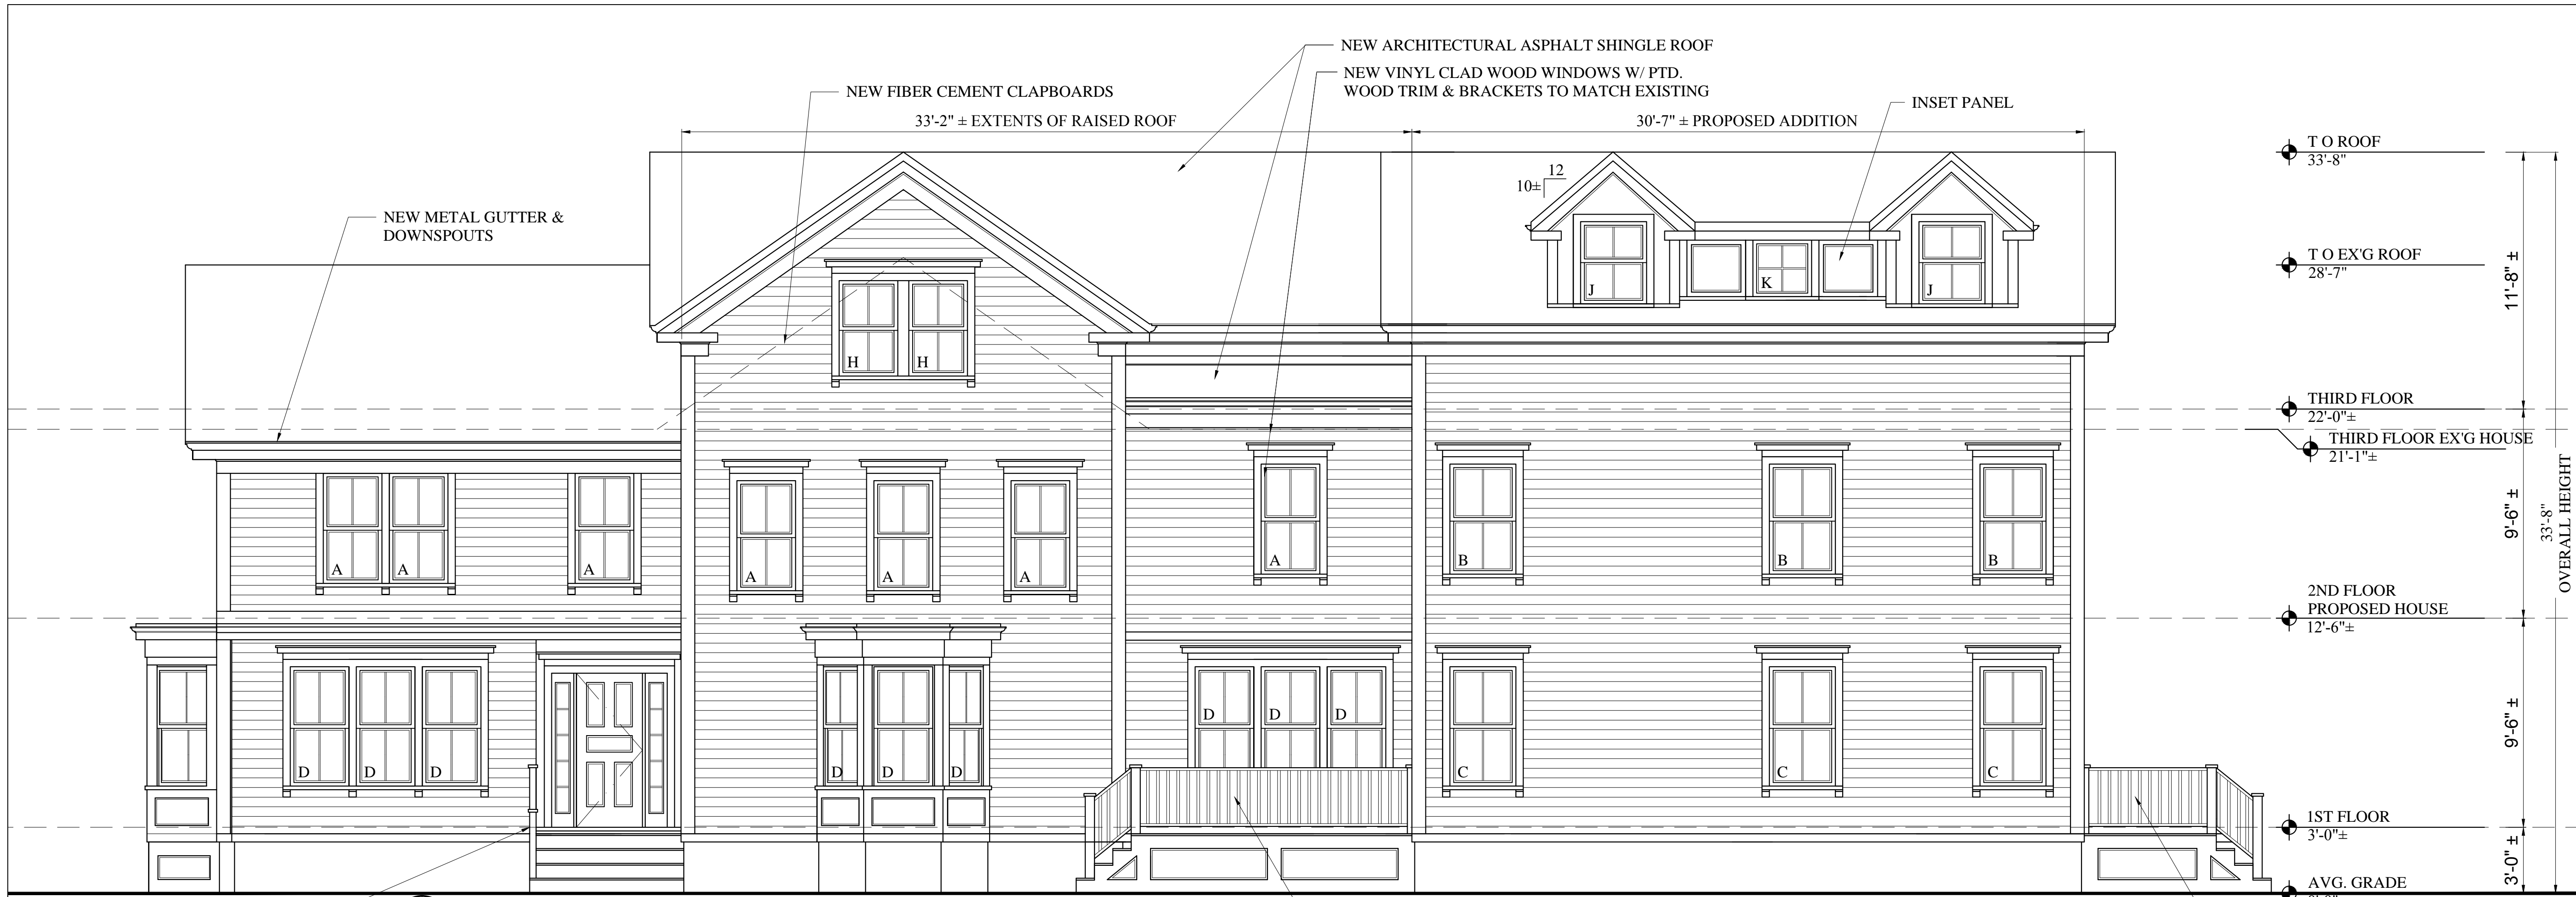 NEW ARCHITECTURAL ASPHALT SHINGLE ROOF
NEW VINYL CLAD WOOD WINDOWS W/ PTD.
WOOD TRIM & BRACKETS TO MATCH EXISTING
NEW FIBER CEMENT CLAPBOARDS
INSET PANEL
33'-2" ± EXTENTS OF RAISED ROOF
30'-7" ± PROPOSED ADDITION
NEW METAL GUTTER &
DOWNSPOUTS
12
10±
J
K
J
H
H
A
A
A
A
A
A
A
B
B
B
D
D
D
D
D
D
D
D
D
C
C
C
T O ROOF
33'-8"
T O EX'G ROOF
28'-7"
THIRD FLOOR
22'-0"±
THIRD FLOOR EX'G HOUSE
21'-1"±
2ND FLOOR
PROPOSED HOUSE
12'-6"±
1ST FLOOR
3'-0"±
AVG. GRADE
11'-8" ±
9'-6" ±
9'-6" ±
3'-0" ±
33'-8"
OVERALL HEIGHT